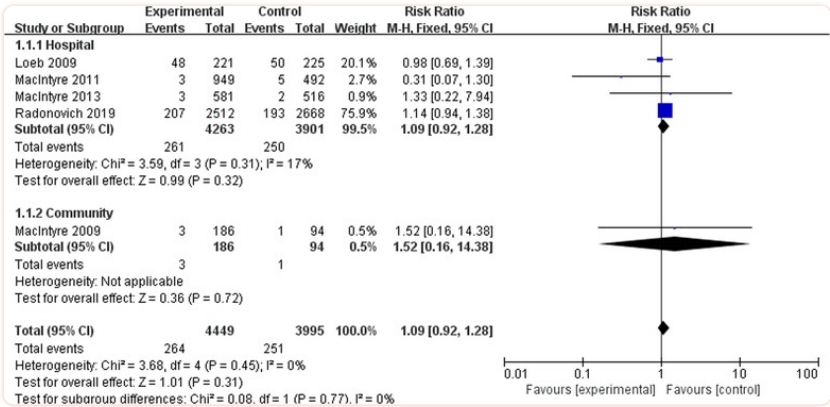 Experimental Control Risk Ratio Risk Ratio
Study or Subgroup Events Total Events Total Weight M-H, Fixed, 95% CI M-H, Fixed, 95% CI
1.1.1 Hospital
Loeb 2009 48 221 50 225 20.1% 0.98 [0.69, 1.39]
MacIntyre 2011 3 949 5 492 2.7% 0.31 [0.07, 1.30]
MacIntyre 2013 3 581 2 516 0.9% 1.33 [0.22, 7.94]
Radonovich 2019 207 2512 193 2668 75.9% 1.14 [0.94, 1.38]
Subtotal (95% CI) 4263 3901 99.5% 1.09 [0.92, 1.28]
Total events 261 250
Heterogeneity: Chi² = 3.59, df = 3 (P = 0.31); I² = 17%
Test for overall effect: Z = 0.99 (P = 0.32)
1.1.2 Community
MacIntyre 2009 3 186 1 94 0.5% 1.52 [0.16, 14.38]
Subtotal (95% CI) 186 94 0.5% 1.52 [0.16, 14.38]
Total events 3 1
Heterogeneity: Not applicable
Test for overall effect: Z = 0.36 (P = 0.72)
Total (95% CI) 4449 3995 100.0% 1.09 [0.92, 1.28]
Total events 264 251
Heterogeneity: Chi² = 3.68, df = 4 (P = 0.45); I² = 0%
Test for overall effect: Z = 1.01 (P = 0.31)
Test for subgroup differences: Chi² = 0.08. df = 1 (P = 0.77). I² = 0%
0.01 0.1 1 10 100
Favours [experimental] Favours [control]